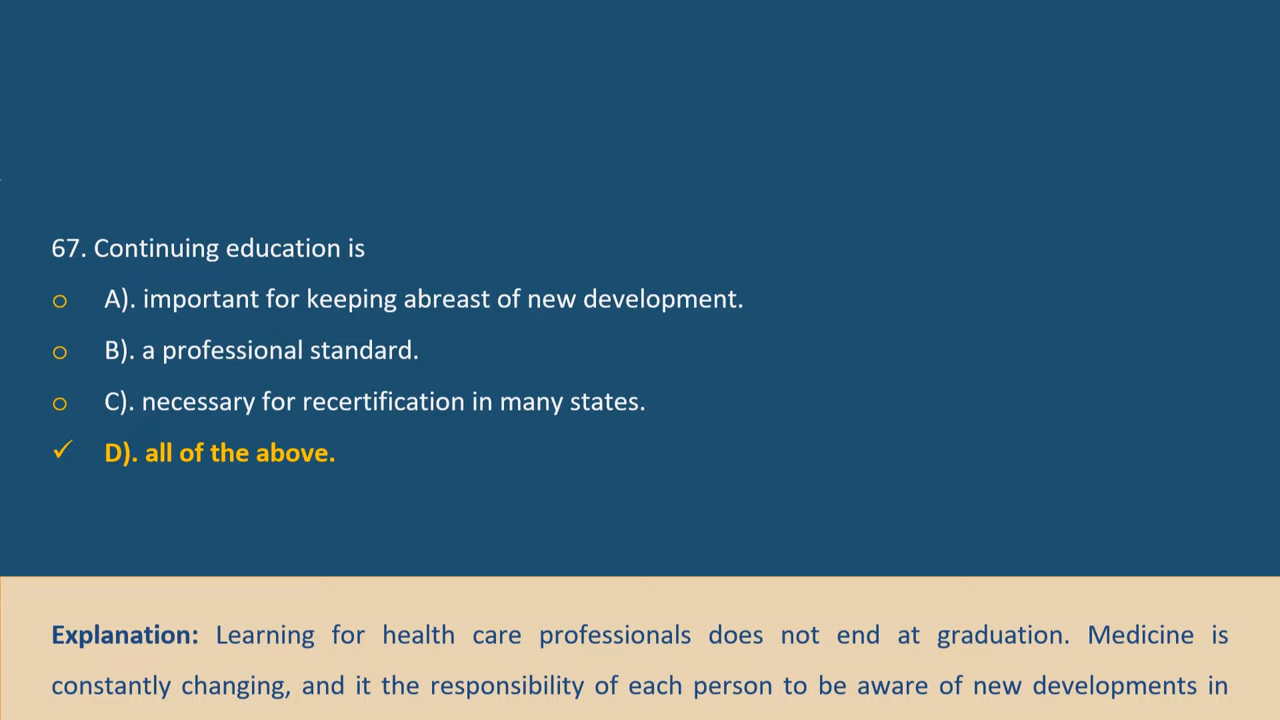 67. Continuing education is
o A). important for keeping abreast of new development.
o B). a professional standard.
o C). necessary for recertification in many states.
✓ D). all of the above.
Explanation: Learning for health care professionals does not end at graduation. Medicine is
constantly changing, and it the responsibility of each person to be aware of new developments in